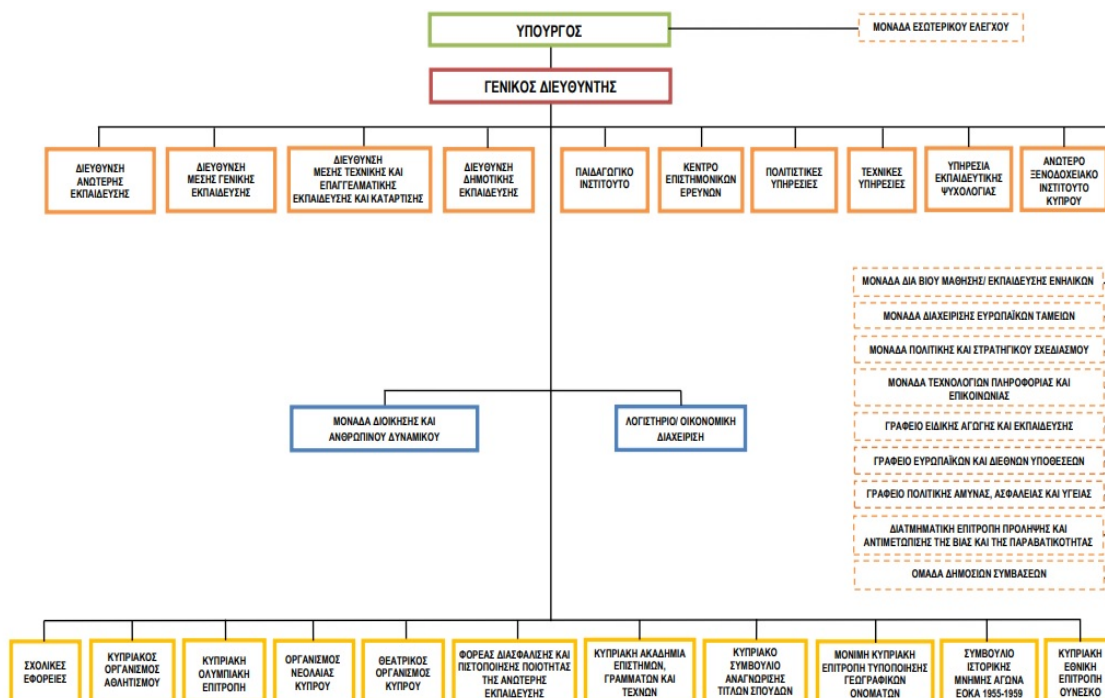 ΥΠΟΥΡΓΟΣ
ΜΟΝΑΔΑ ΕΣΩΤΕΡΙΚΟΥ ΕΛΕΓΧΟΥ
ΓΕΝΙΚΟΣ ΔΙΕΥΘΥΝΤΗΣ
ΔΙΕΥΘΥΝΣΗ
ΑΝΩΤΕΡΗΣ
ΕΚΠΑΙΔΕΥΣΗΣ
ΔΙΕΥΘΥΝΣΗ
ΜΕΣΗΣ ΓΕΝΙΚΗΣ
ΕΚΠΑΙΔΕΥΣΗΣ
ΔΙΕΥΘΥΝΣΗ
ΜΕΣΗΣ ΤΕΧΝΙΚΗΣ ΚΑΙ
ΕΠΑΓΓΕΛΜΑΤΙΚΗΣ
ΕΚΠΑΙΔΕΥΣΗΣ ΚΑΙ ΚΑΤΑΡΤΙΣΗΣ
ΔΙΕΥΘΥΝΣΗ
ΔΗΜΟΤΙΚΗΣ
ΕΚΠΑΙΔΕΥΣΗΣ
ΠΑΙΔΑΓΩΓΙΚΟ
ΙΝΣΤΙΤΟΥΤΟ
ΚΕΝΤΡΟ
ΕΠΙΣΤΗΜΟΝΙΚΩΝ
ΕΡΕΥΝΩΝ
ΠΟΛΙΤΙΣΤΙΚΕΣ
ΥΠΗΡΕΣΙΕΣ
ΤΕΧΝΙΚΕΣ
ΥΠΗΡΕΣΙΕΣ
ΥΠΗΡΕΣΙΑ
ΕΚΠΑΙΔΕΥΤΙΚΗΣ
ΨΥΧΟΛΟΓΙΑΣ
ΑΝΩΤΕΡΟ
ΞΕΝΟΔΟΧΕΙΑΚΟ
ΙΝΣΤΙΤΟΥΤΟ
ΚΥΠΡΟΥ
ΜΟΝΑΔΑ ΔΙΑ ΒΙΟΥ ΜΑΘΗΣΗΣ/ ΕΚΠΑΙΔΕΥΣΗΣ ΕΝΗΛΙΚΩΝ
ΜΟΝΑΔΑ ΔΙΑΧΕΙΡΙΣΗΣ ΕΥΡΩΠΑΪΚΩΝ ΤΑΜΕΙΩΝ
ΜΟΝΑΔΑ ΠΟΛΙΤΙΚΗΣ ΚΑΙ ΣΤΡΑΤΗΓΙΚΟΥ ΣΧΕΔΙΑΣΜΟΥ
ΜΟΝΑΔΑ ΤΕΧΝΟΛΟΓΙΩΝ ΠΛΗΡΟΦΟΡΙΑΣ ΚΑΙ
ΕΠΙΚΟΙΝΩΝΙΑΣ
ΓΡΑΦΕΙΟ ΕΙΔΙΚΗΣ ΑΓΩΓΗΣ ΚΑΙ ΕΚΠΑΙΔΕΥΣΗΣ
ΓΡΑΦΕΙΟ ΕΥΡΩΠΑΪΚΩΝ ΚΑΙ ΔΙΕΘΝΩΝ ΥΠΟΘΕΣΕΩΝ
ΓΡΑΦΕΙΟ ΠΟΛΙΤΙΚΗΣ ΑΜΥΝΑΣ, ΑΣΦΑΛΕΙΑΣ ΚΑΙ ΥΓΕΙΑΣ
ΔΙΑΤΜΗΜΑΤΙΚΗ ΕΠΙΤΡΟΠΗ ΠΡΟΛΗΨΗΣ ΚΑΙ
ΑΝΤΙΜΕΤΩΠΙΣΗΣ ΤΗΣ ΒΙΑΣ ΚΑΙ ΤΗΣ ΠΑΡΑΒΑΤΙΚΟΤΗΤΑΣ
ΟΜΑΔΑ ΔΗΜΟΣΙΩΝ ΣΥΜΒΑΣΕΩΝ
ΜΟΝΑΔΑ ΔΙΟΙΚΗΣΗΣ ΚΑΙ
ΑΝΘΡΩΠΙΝΟΥ ΔΥΝΑΜΙΚΟΥ
ΛΟΓΙΣΤΗΡΙΟ/ ΟΙΚΟΝΟΜΙΚΗ
ΔΙΑΧΕΙΡΙΣΗ
ΣΧΟΛΙΚΕΣ
ΕΦΟΡΕΙΕΣ
ΚΥΠΡΙΑΚΟΣ
ΟΡΓΑΝΙΣΜΟΣ
ΑΘΛΗΤΙΣΜΟΥ
ΚΥΠΡΙΑΚΗ
ΟΛΥΜΠΙΑΚΗ
ΕΠΙΤΡΟΠΗ
ΟΡΓΑΝΙΣΜΟΣ
ΝΕΟΛΑΙΑΣ
ΚΥΠΡΟΥ
ΘΕΑΤΡΙΚΟΣ
ΟΡΓΑΝΙΣΜΟΣ
ΚΥΠΡΟΥ
ΦΟΡΕΑΣ ΔΙΑΣΦΑΛΙΣΗΣ ΚΑΙ
ΠΙΣΤΟΠΟΙΗΣΗΣ ΠΟΙΟΤΗΤΑΣ
ΤΗΣ ΑΝΩΤΕΡΗΣ
ΕΚΠΑΙΔΕΥΣΗΣ
ΚΥΠΡΙΑΚΗ ΑΚΑΔΗΜΙΑ
ΕΠΙΣΤΗΜΩΝ,
ΓΡΑΜΜΑΤΩΝ ΚΑΙ
ΤΕΧΝΩΝ
ΚΥΠΡΙΑΚΟ
ΣΥΜΒΟΥΛΙΟ
ΑΝΑΓΝΩΡΙΣΗΣ
ΤΙΤΛΩΝ ΣΠΟΥΔΩΝ
ΜΟΝΙΜΗ ΚΥΠΡΙΑΚΗ
ΕΠΙΤΡΟΠΗ ΤΥΠΟΠΟΙΗΣΗΣ
ΓΕΩΓΡΑΦΙΚΩΝ
ΟΝΟΜΑΤΩΝ
ΣΥΜΒΟΥΛΙΟ
ΙΣΤΟΡΙΚΗΣ
ΜΝΗΜΗΣ ΑΓΩΝΑ
ΕΟΚΑ 1955-1959
ΚΥΠΡΙΑΚΗ
ΕΘΝΙΚΗ
ΕΠΙΤΡΟΠΗ
ΟΥΝΕΣΚΟ